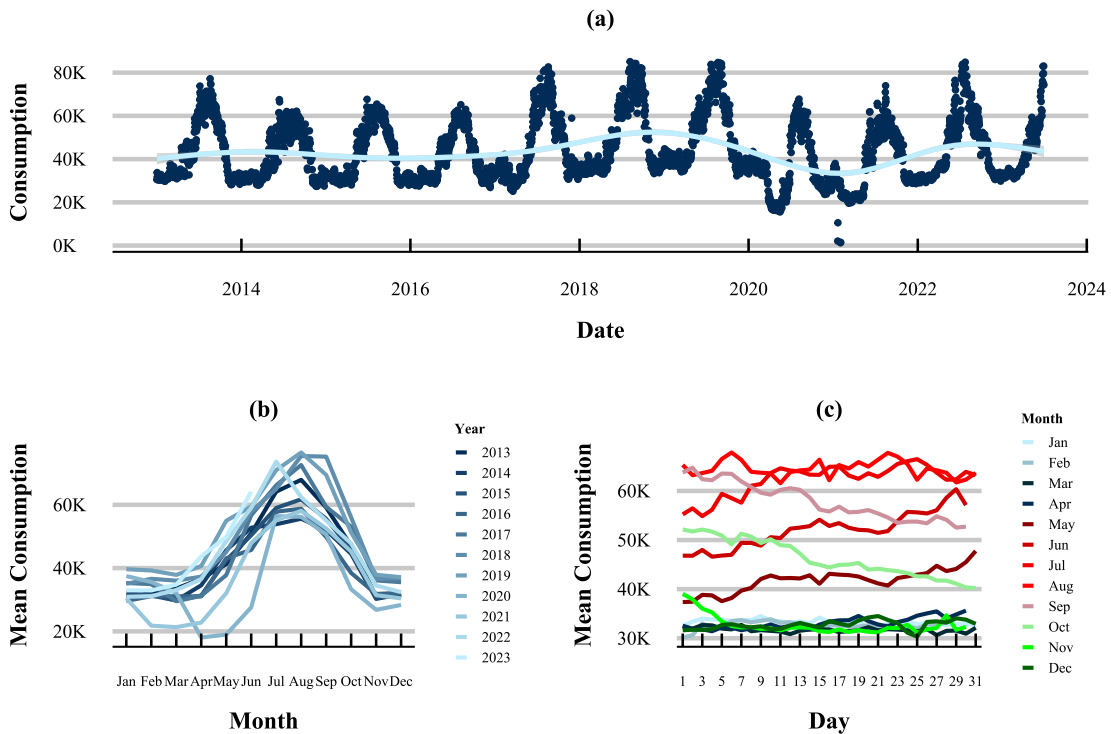 (a)
Consumption
80K
60K
40K
20K
0K
2014 2016 2018 2020 2022 2024
Date
(b)
Mean Consumption
60K
40K
20K
Jan Feb Mar Apr May Jun Jul Aug Sep Oct Nov Dec
Month
Year
2013
2014
2015
2016
2017
2018
2019
2020
2021
2022
2023
(c)
Mean Consumption
60K
50K
40K
30K
1 3 5 7 9 11 13 15 17 19 21 23 25 27 29 31
Day
Month
Jan
Feb
Mar
Apr
May
Jun
Jul
Aug
Sep
Oct
Nov
Dec